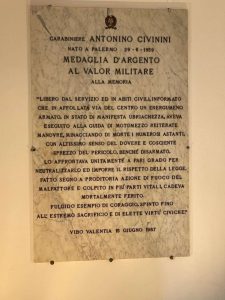 CARABINIERE ANTONINO CIVININI
NATO A PALERMO 29-6-1959
MEDAGLIA D'ARGENTO
AL VALOR MILITARE
ALLA MEMORIA
"LIBERO DAL SERVIZIO ED IN ABITI CIVILI, INFORMATO
CHE IN AFFOLLATA VIA DEL CENTRO UN ENERGUMENO
ARMATO, IN STATO DI MANIFESTA UBRIACHEZZA, AVEVA
ESEGUITO ALLA GUIDA DI MOTOMEZZO REITERATE
MANOVRE, MINACCIANDO DI MORTE I NUMEROSI ASTANTI,
CON ALTISSIMO SENSO DEL DOVERE E COSCIENTE
SPREZZO DEL PERICOLO, BENCHÉ DISARMATO,
LO AFFRONTAVA UNITAMENTE A PARI GRADO PER
NEUTRALIZZARLO ED IMPORRE IL RISPETTO DELLA LEGGE.
FATTO SEGNO A PRODITORIA AZIONE DI FUOCO DEL
MALFATTORE E COLPITO IN PIÙ PARTI VITALI, CADEVA
MORTALMENTE FERITO.
FULGIDO ESEMPIO DI CORAGGIO, SPINTO FINO
ALL'ESTREMO SACRIFICIO E DI ELETTE VIRTÙ CIVICHE"
VIBO VALENTIA 16 GIUGNO 1987